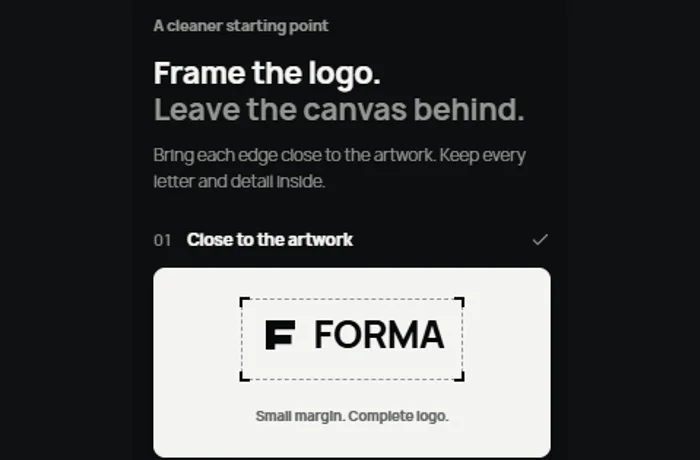 A cleaner starting point
Frame the logo.
Leave the canvas behind.
Bring each edge close to the artwork. Keep every
letter and detail inside.
01 Close to the artwork
F FORMA
Small margin. Complete logo.